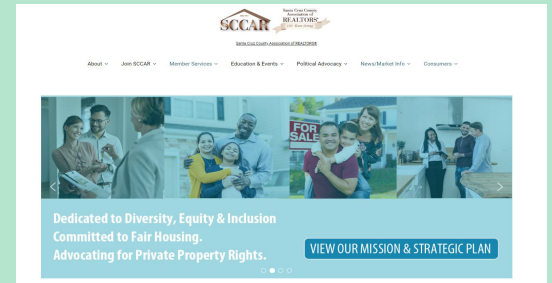 SCCAR
Santa Cruz County
Association of
REALTORS®
Santa Cruz County Association of REALTORS®
About
Join SCCAR
Member Services
Education & Events
Political Advocacy
News/Market Info
Consumers
FOR
SALE
Dedicated to Diversity, Equity & Inclusion
Committed to Fair Housing.
Advocating for Private Property Rights.
VIEW OUR MISSION & STRATEGIC PLAN